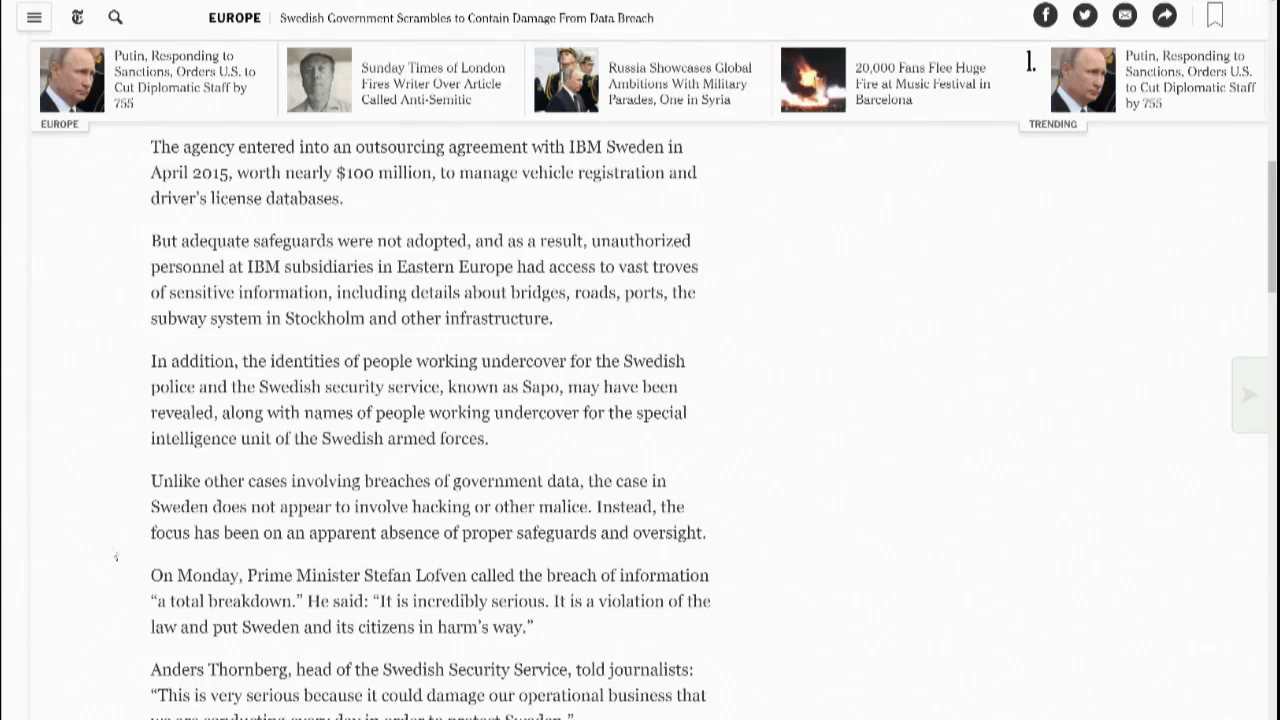 EUROPE Swedish Government Scrambles to Contain Damage From Data Breach
Putin, Responding to
Sanctions, Orders U.S. to
Cut Diplomatic Staff by
755
Sunday Times of London
Fires Writer Over Article
Called Anti-Semitic
Russia Showcases Global
Ambitions With Military
Parades, One in Syria
20,000 Fans Flee Huge
Fire at Music Festival in
Barcelona
1.
Putin, Responding to
Sanctions, Orders U.S.
to Cut Diplomatic Staff
by 755
EUROPE
TRENDING
The agency entered into an outsourcing agreement with IBM Sweden in
April 2015, worth nearly $100 million, to manage vehicle registration and
driver’s license databases.
But adequate safeguards were not adopted, and as a result, unauthorized
personnel at IBM subsidiaries in Eastern Europe had access to vast troves
of sensitive information, including details about bridges, roads, ports, the
subway system in Stockholm and other infrastructure.
In addition, the identities of people working undercover for the Swedish
police and the Swedish security service, known as Sapo, may have been
revealed, along with names of people working undercover for the special
intelligence unit of the Swedish armed forces.
Unlike other cases involving breaches of government data, the case in
Sweden does not appear to involve hacking or other malice. Instead, the
focus has been on an apparent absence of proper safeguards and oversight.
On Monday, Prime Minister Stefan Lofven called the breach of information
“a total breakdown.” He said: “It is incredibly serious. It is a violation of the
law and put Sweden and its citizens in harm’s way.”
Anders Thornberg, head of the Swedish Security Service, told journalists:
“This is very serious because it could damage our operational business that
we are conducting every day in order to protect Sweden.”